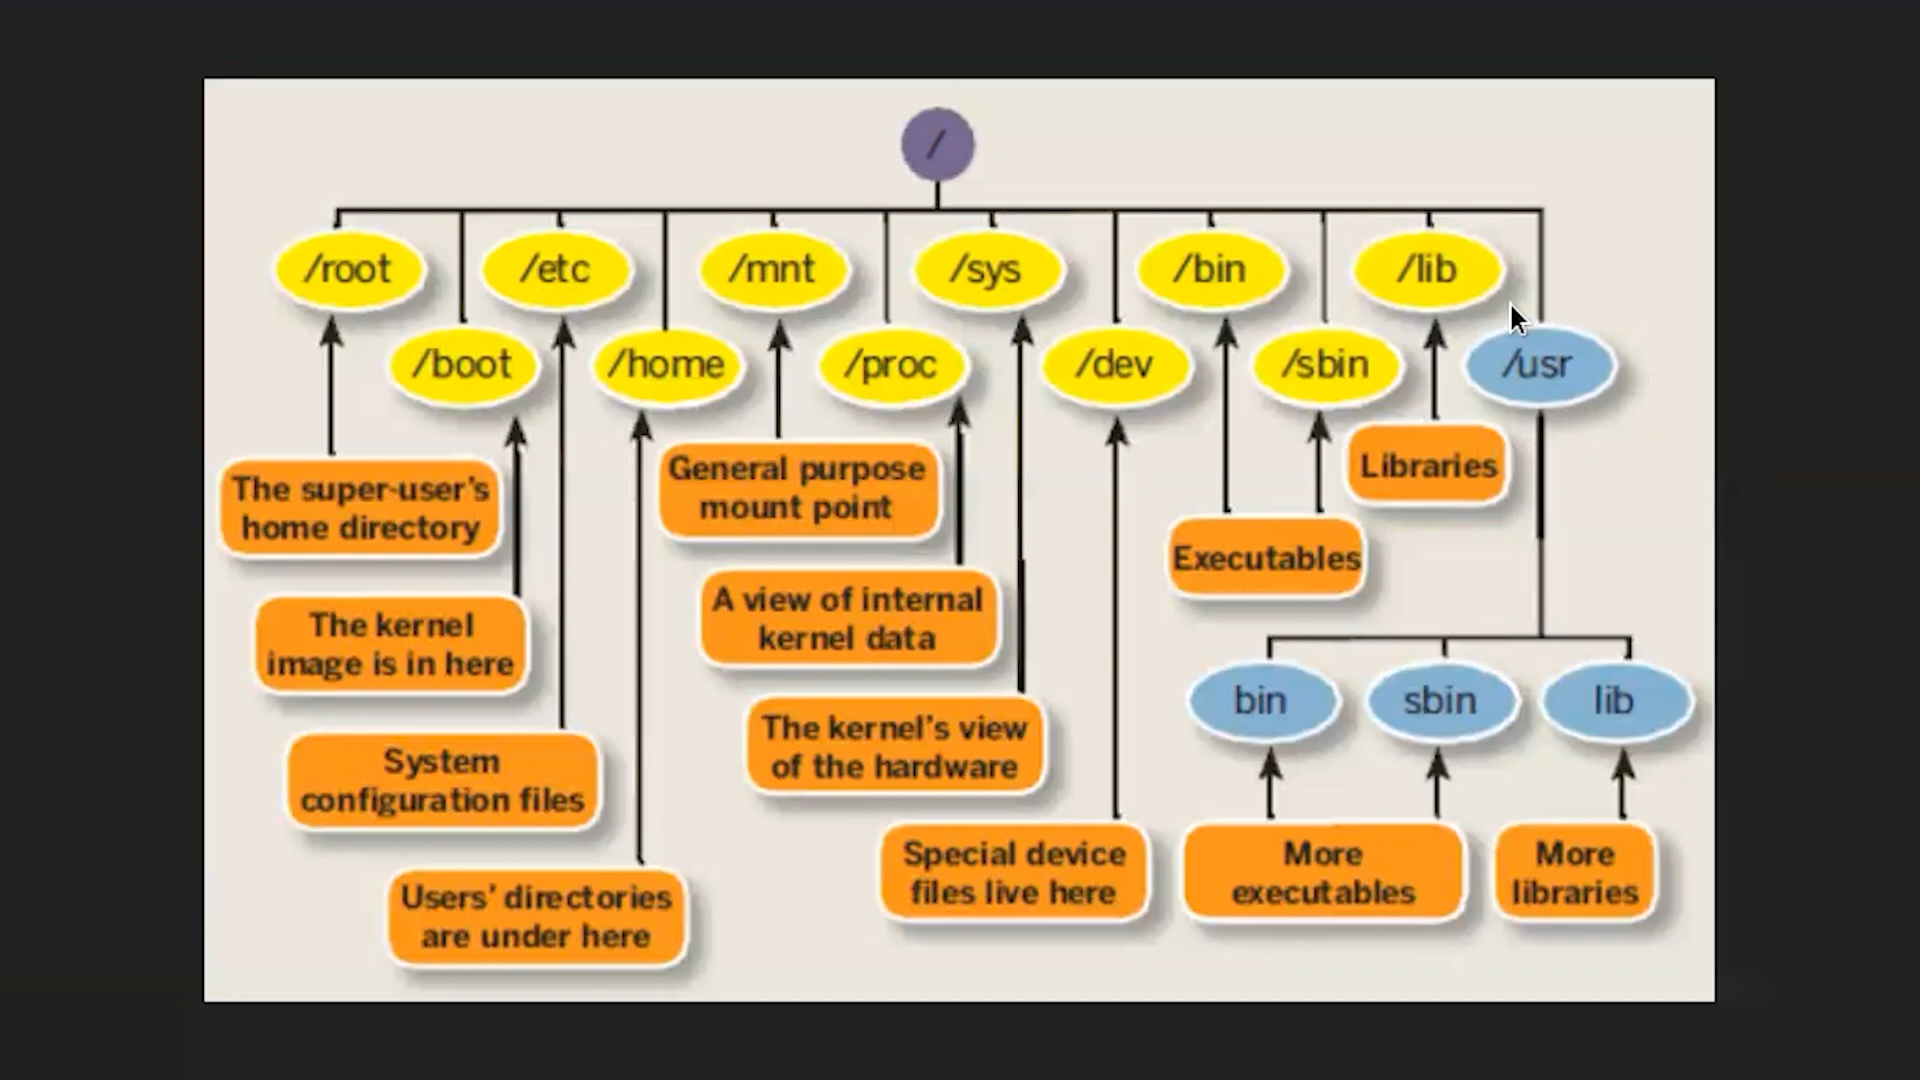 /
/root
/etc
/mnt
/sys
/bin
/lib
/boot
/home
/proc
/dev
/sbin
/usr
The super-user's
home directory
General purpose
mount point
Libraries
Executables
A view of internal
kernel data
The kernel
image is in here
bin
sbin
lib
The kernel's view
of the hardware
System
configuration files
Special device
files live here
More
executables
More
libraries
Users' directories
are under here